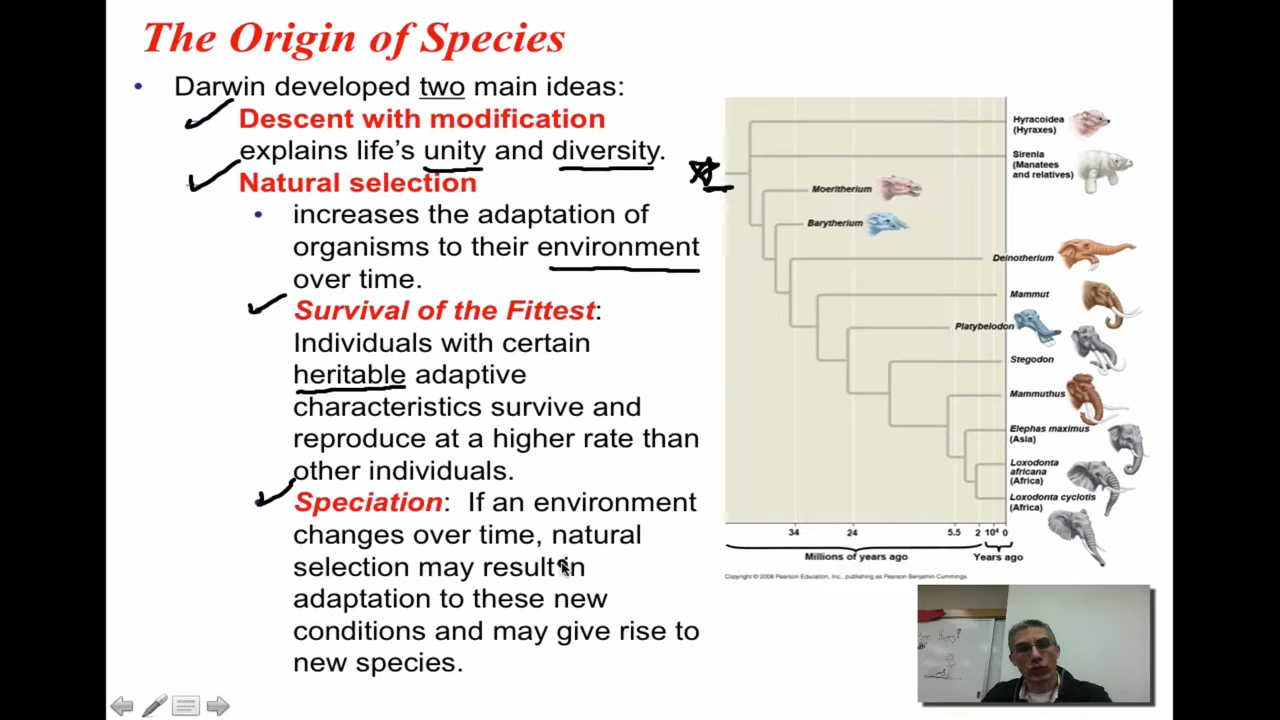 The Origin of Species
• Darwin developed two main ideas:
Descent with modification
explains life's unity and diversity.
Natural selection
• increases the adaptation of
organisms to their environment
over time.
Survival of the Fittest:
Individuals with certain
heritable adaptive
characteristics survive and
reproduce at a higher rate than
other individuals.
Speciation: If an environment
changes over time, natural
selection may result in
adaptation to these new
conditions and may give rise to
new species.
Hyracoidea
(Hyraxes)
Sirenia
(Manatees
and relatives)
Moeritherium
Barytherium
Deinotherium
Mammut
Platybelodon
Stegodon
Mammuthus
Elephas maximus
(Asia)
Loxodonta
africana
(Africa)
Loxodonta cyclotis
(Africa)
34 24 5.5 2 10⁴ 0
Millions of years ago Years ago
Copyright © 2008 Pearson Education, Inc., publishing as Pearson Benjamin Cummings.